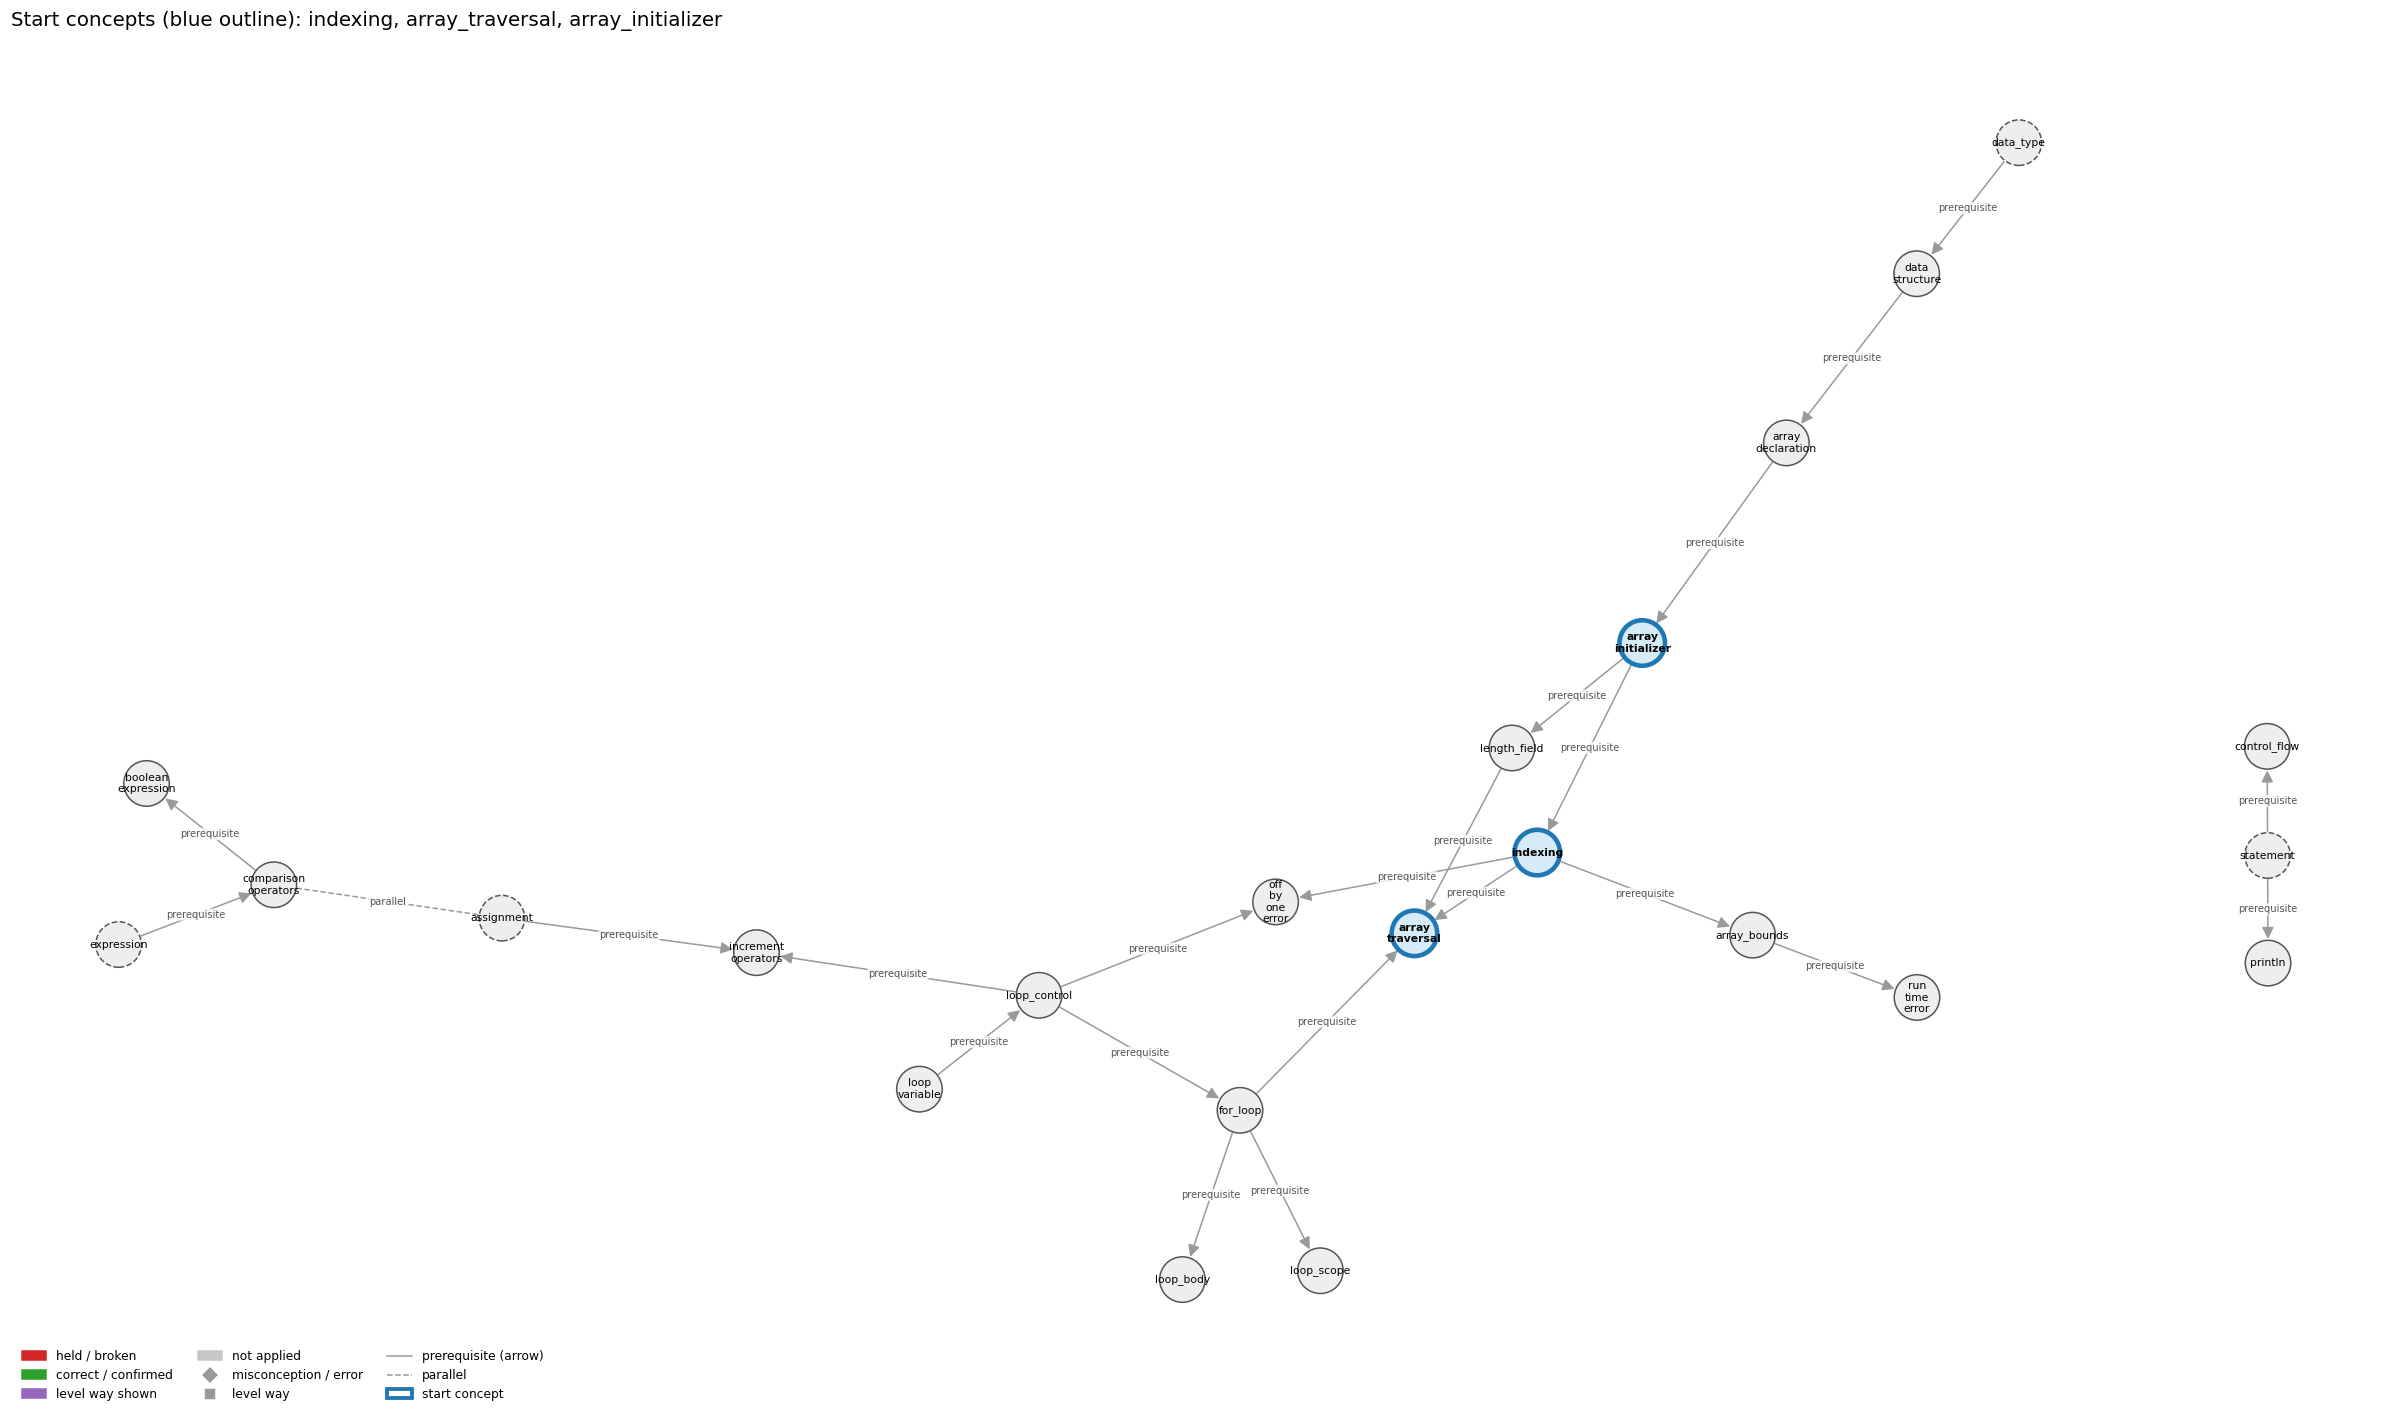 Start concepts (blue outline): indexing, array_traversal, array_initializer
data_type
prerequisite
data
structure
prerequisite
array
declaration
prerequisite
array
initializer
prerequisite
length_field
prerequisite
control_flow
boolean
expression
prerequisite
prerequisite
prerequisite
indexing
statement
comparison
operators
prerequisite
off
by
one
error
prerequisite
prerequisite
parallel
prerequisite
assignment
prerequisite
array
traversal
array_bounds
expression
prerequisite
increment
operators
prerequisite
prerequisite
println
prerequisite
prerequisite
loop_control
run
time
error
prerequisite
prerequisite
prerequisite
loop
variable
for_loop
prerequisite
prerequisite
loop_body
loop_scope
held / broken
correct / confirmed
level way shown
not applied
misconception / error
level way
prerequisite (arrow)
parallel
start concept